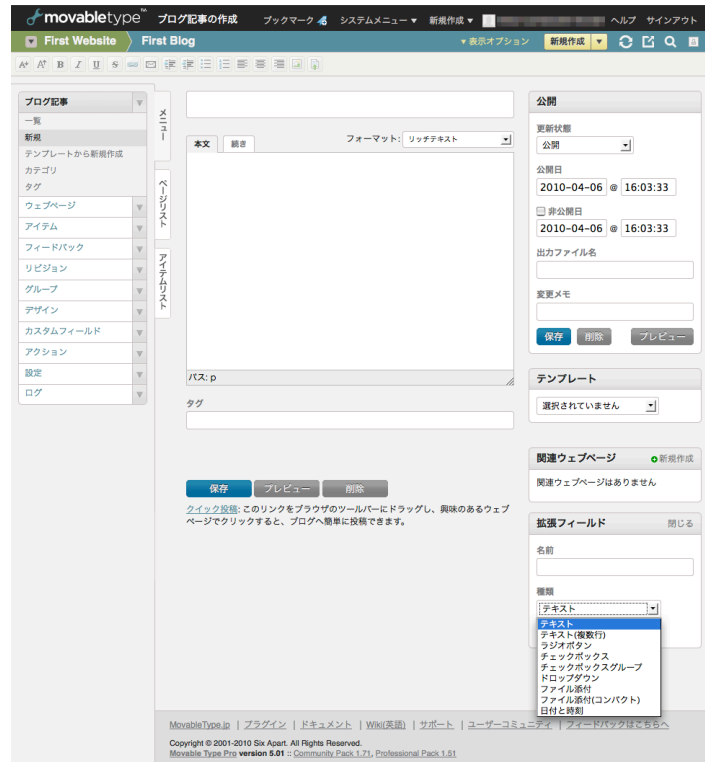 movabletype™ ブログ記事の作成 ブックマーク システムメニュー ▼ 新規作成 ▼ ヘルプ サインアウト
First Website First Blog ▼ 表示オプション 新規作成 ▼
B I U S
ブログ記事
一覧
新規
テンプレートから新規作成
カテゴリ
タグ
ウェブページ
アイテム
フィードバック
リビジョン
グループ
デザイン
カスタムフィールド
アクション
設定
ログ
メニュー
ページリスト
アイテムリスト
本文 続き フォーマット: リッチテキスト
パス: p
タグ
保存 プレビュー 削除
クイック投稿: このリンクをブラウザのツールバーにドラッグし、興味のあるウェブ
ページでクリックすると、ブログへ簡単に投稿できます。
公開
更新状態
公開
公開日
2010-04-06 @ 16:03:33
非公開日
2010-04-06 @ 16:03:33
出力ファイル名
変更メモ
保存 削除 プレビュー
テンプレート
選択されていません
関連ウェブページ 新規作成
関連ウェブページはありません
拡張フィールド 閉じる
名前
種類
テキスト
テキスト
テキスト(複数行)
ラジオボタン
チェックボックス
チェックボックスグループ
ドロップダウン
ファイル添付
ファイル添付(コンパクト)
日付と時刻
MovableType.jp | プラグイン | ドキュメント | Wiki(英語) | サポート | ユーザーコミュニティ | フィードバックはこちらへ
Copyright © 2001-2010 Six Apart. All Rights Reserved.
Movable Type Pro version 5.01 :: Community Pack 1.71, Professional Pack 1.51